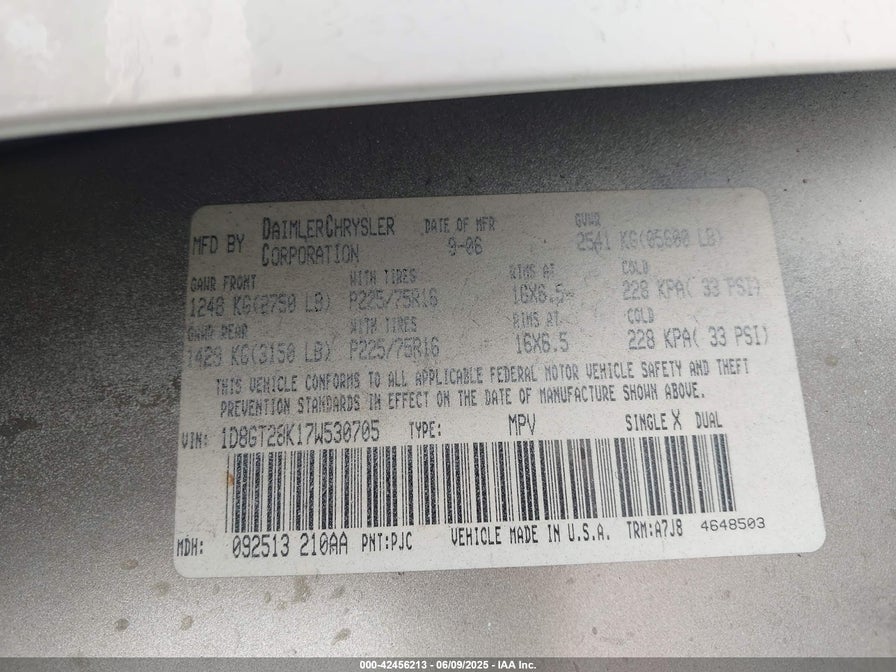 MFD BY DAIMLERCHRYSLER CORPORATION DATE OF MFR 9-06 GVWR 2541 KG(05600 LB)
GAWR FRONT WITH TIRES RIMS AT COLD
1248 KG(2750 LB) P225/75R16 16X6.5 228 KPA( 33 PSI)
GAWR REAR WITH TIRES RIMS AT COLD
1429 KG(3150 LB) P225/75R16 16X6.5 228 KPA( 33 PSI)
THIS VEHICLE CONFORMS TO ALL APPLICABLE FEDERAL MOTOR VEHICLE SAFETY AND THEFT
PREVENTION STANDARDS IN EFFECT ON THE DATE OF MANUFACTURE SHOWN ABOVE.
VIN: 1D8GT28K17W530705 TYPE: MPV SINGLE X DUAL
MDH: 092513 210AA PNT:PJC VEHICLE MADE IN U.S.A. TRM:A7J8 4648503
000-42456213 - 06/09/2025 - IAA Inc.